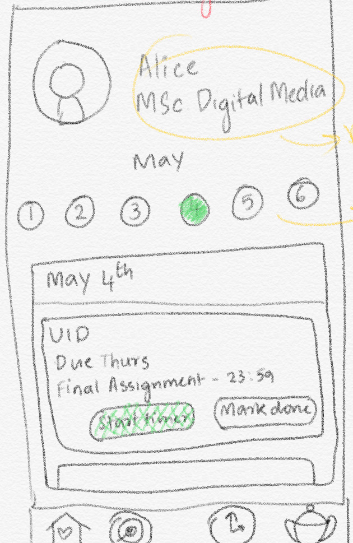 Alice
MSc Digital Media
May
1 2 3 4 5 6
May 4th
UID
Due Thurs
Final Assignment - 23:59
Start timer Mark done